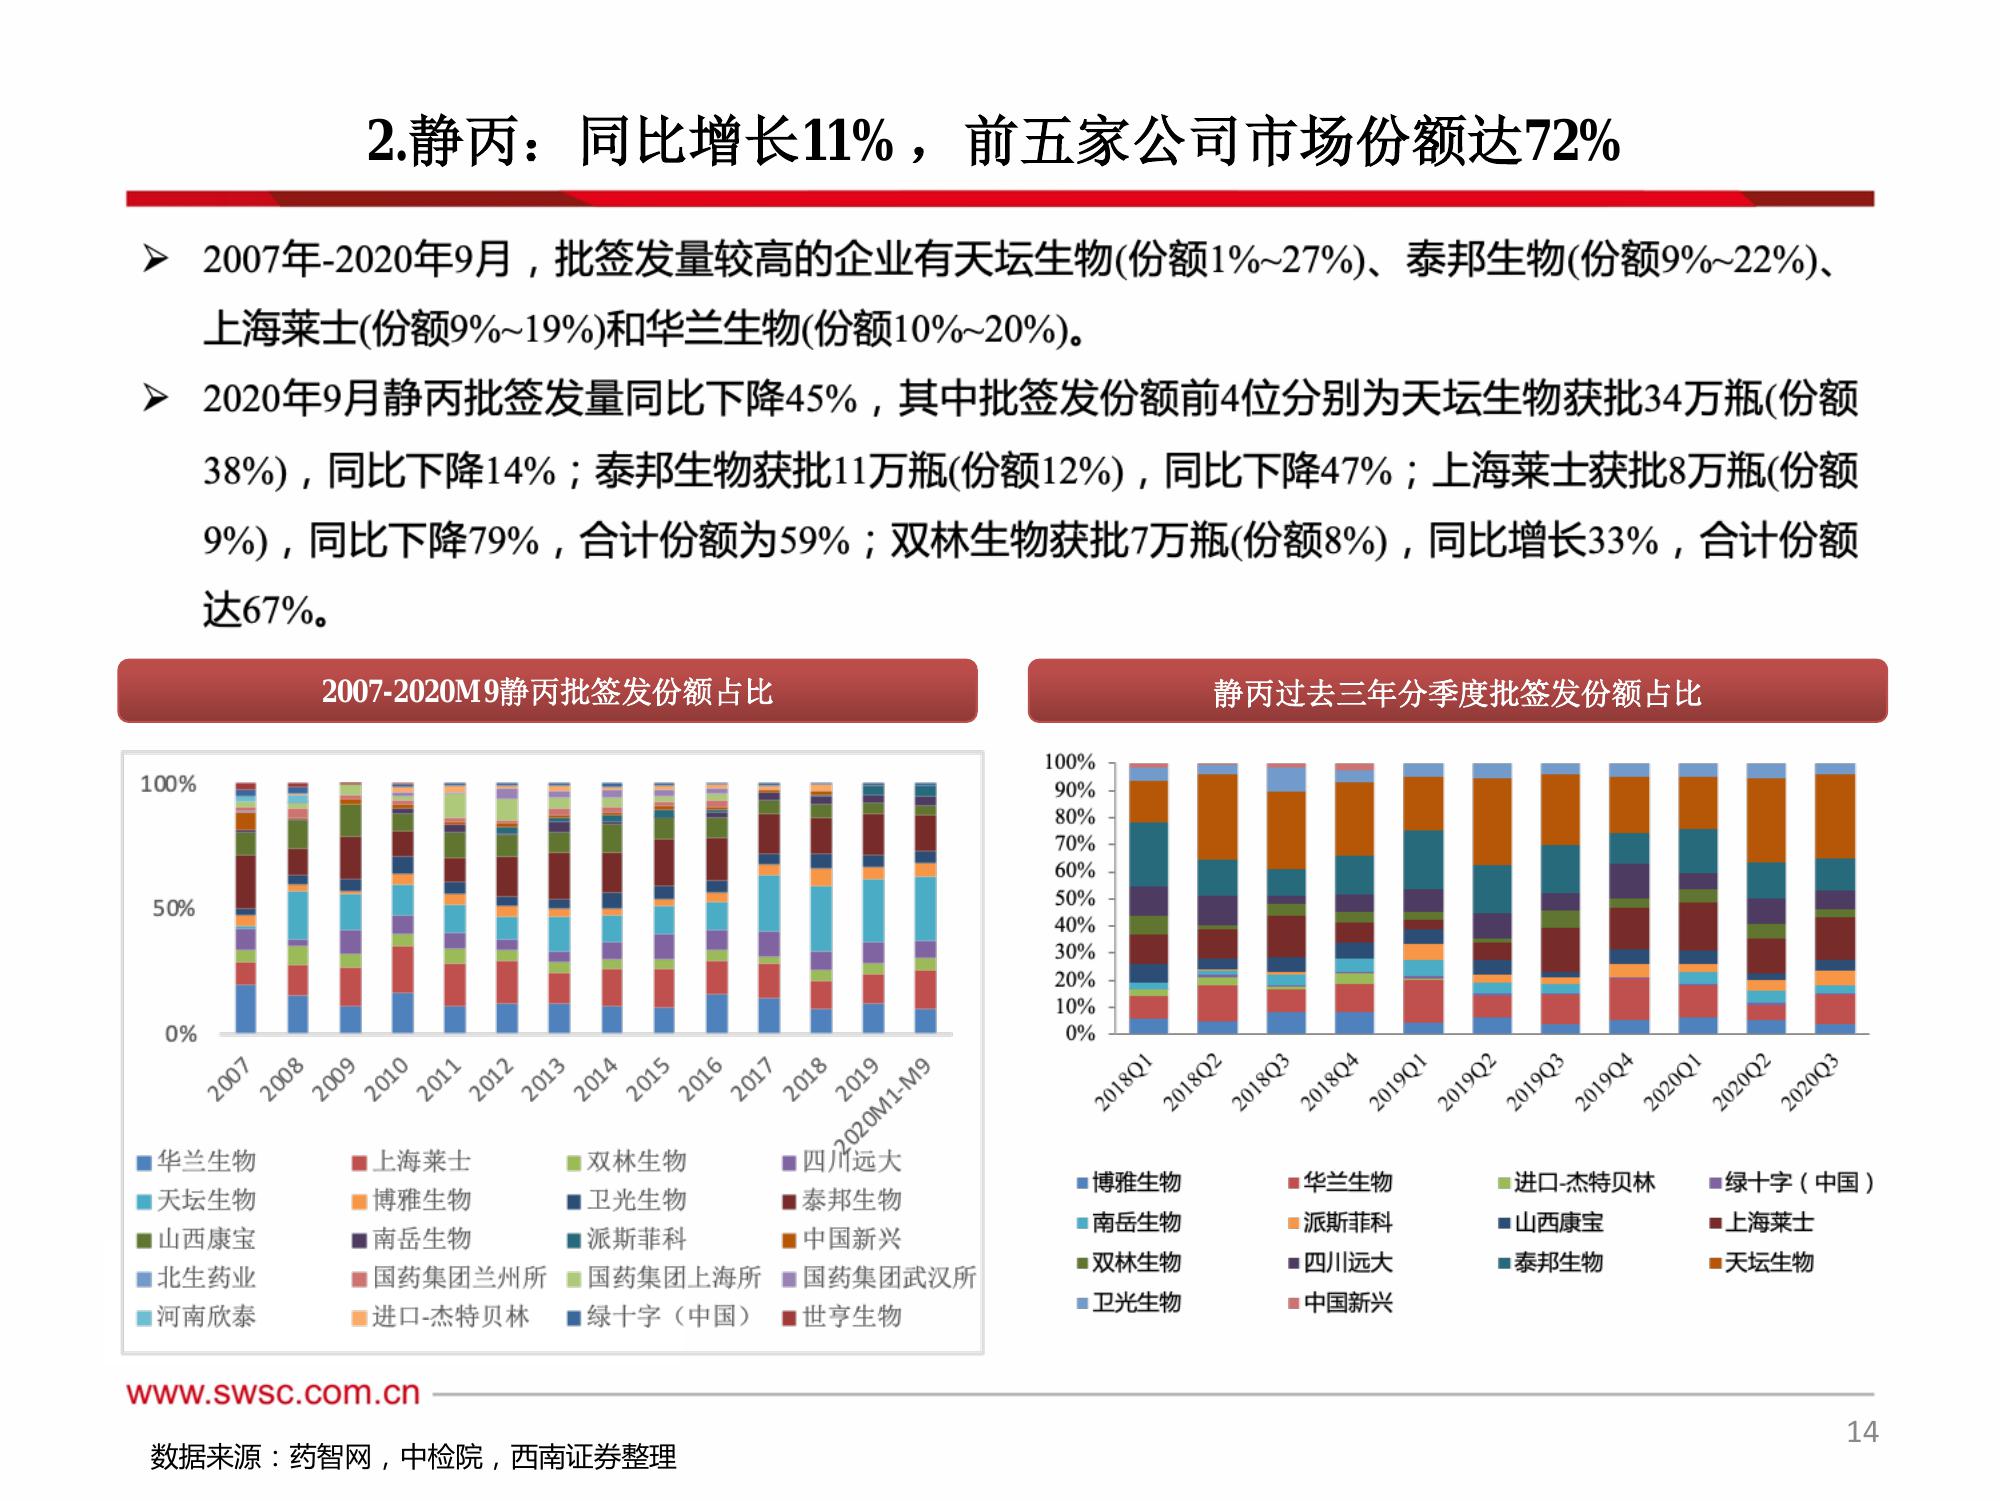 2.静丙：同比增长11%，前五家公司市场份额达72%
➢ 2007年-2020年9月，批签发量较高的企业有天坛生物(份额1%~27%)、泰邦生物(份额9%~22%)、
上海莱士(份额9%~19%)和华兰生物(份额10%~20%)。
➢ 2020年9月静丙批签发量同比下降45%，其中批签发份额前4位分别为天坛生物获批34万瓶(份额
38%)，同比下降14%；泰邦生物获批11万瓶(份额12%)，同比下降47%；上海莱士获批8万瓶(份额
9%)，同比下降79%，合计份额为59%；双林生物获批7万瓶(份额8%)，同比增长33%，合计份额
达67%。
2007-2020M9静丙批签发份额占比
100%
50%
0%
2007 2008 2009 2010 2011 2012 2013 2014 2015 2016 2017 2018 2019 2020M1-M9
华兰生物 上海莱士 双林生物 四川远大
天坛生物 博雅生物 卫光生物 泰邦生物
山西康宝 南岳生物 派斯菲科 中国新兴
北生药业 国药集团兰州所 国药集团上海所 国药集团武汉所
河南欣泰 进口-杰特贝林 绿十字（中国） 世亨生物
静丙过去三年分季度批签发份额占比
100%
90%
80%
70%
60%
50%
40%
30%
20%
10%
0%
2018Q1 2018Q2 2018Q3 2018Q4 2019Q1 2019Q2 2019Q3 2019Q4 2020Q1 2020Q2 2020Q3
博雅生物 华兰生物 进口-杰特贝林 绿十字（中国）
南岳生物 派斯菲科 山西康宝 上海莱士
双林生物 四川远大 泰邦生物 天坛生物
卫光生物 中国新兴
www.swsc.com.cn
14
数据来源：药智网，中检院，西南证券整理